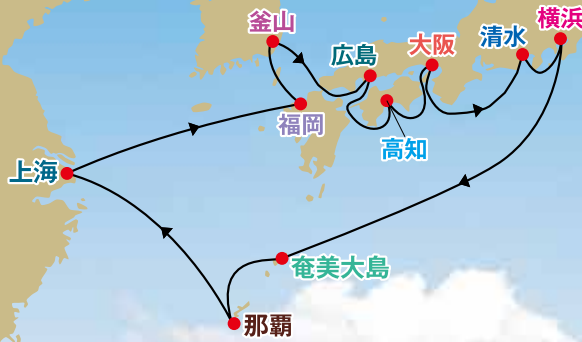 横浜
釜山
清水
大阪
広島
福岡
高知
上海
奄美大島
那覇